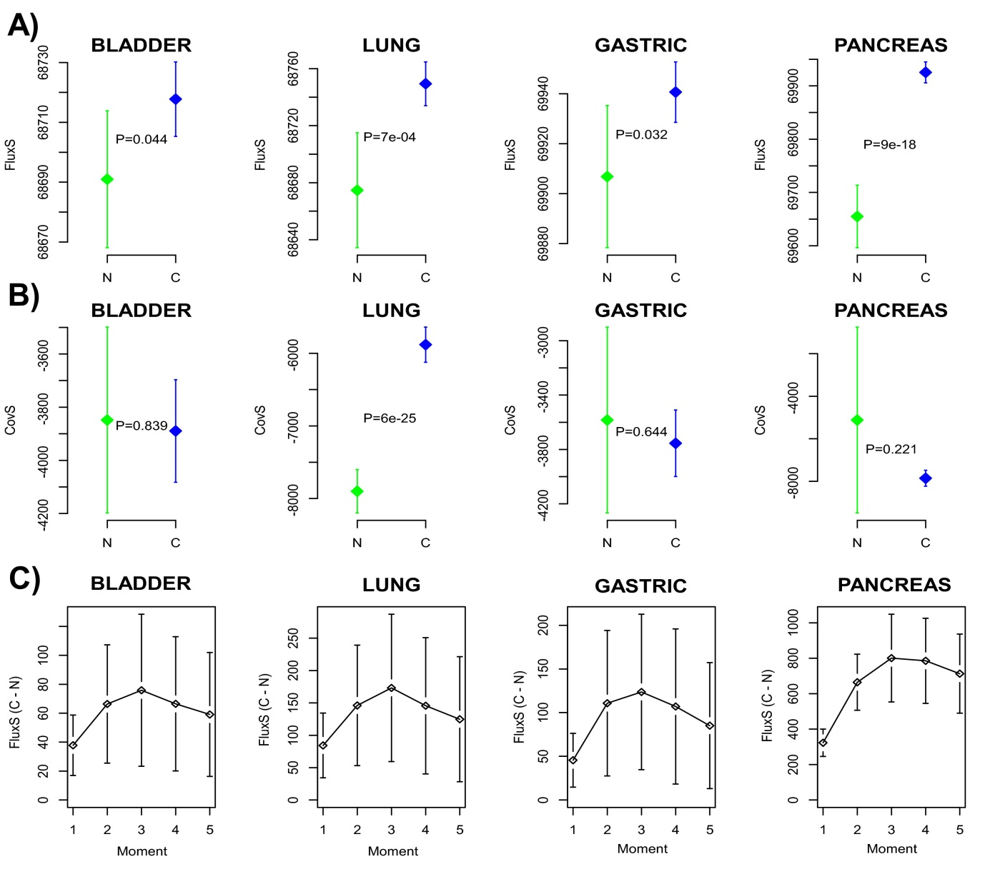 A)
BLADDER LUNG GASTRIC PANCREAS
FluxS 68670 68690 68710 68730 P=0.044 N C
FluxS 68640 68680 68720 68760 P=7e-04 N C
FluxS 69880 69900 69920 69940 P=0.032 N C
FluxS 69600 69700 69800 69900 P=9e-18 N C
B)
BLADDER LUNG GASTRIC PANCREAS
CovS -4200 -4000 -3800 -3600 P=0.839 N C
CovS -8000 -7000 -6000 P=6e-25 N C
CovS -4200 -3800 -3400 -3000 P=0.644 N C
CovS -8000 -4000 P=0.221 N C
C)
BLADDER LUNG GASTRIC PANCREAS
FluxS (C - N) 0 20 40 60 80 100 1 2 3 4 5 Moment
FluxS (C - N) 0 50 100 150 200 250 1 2 3 4 5 Moment
FluxS (C - N) 0 50 100 150 200 1 2 3 4 5 Moment
FluxS (C - N) 0 200 400 600 800 1000 1 2 3 4 5 Moment